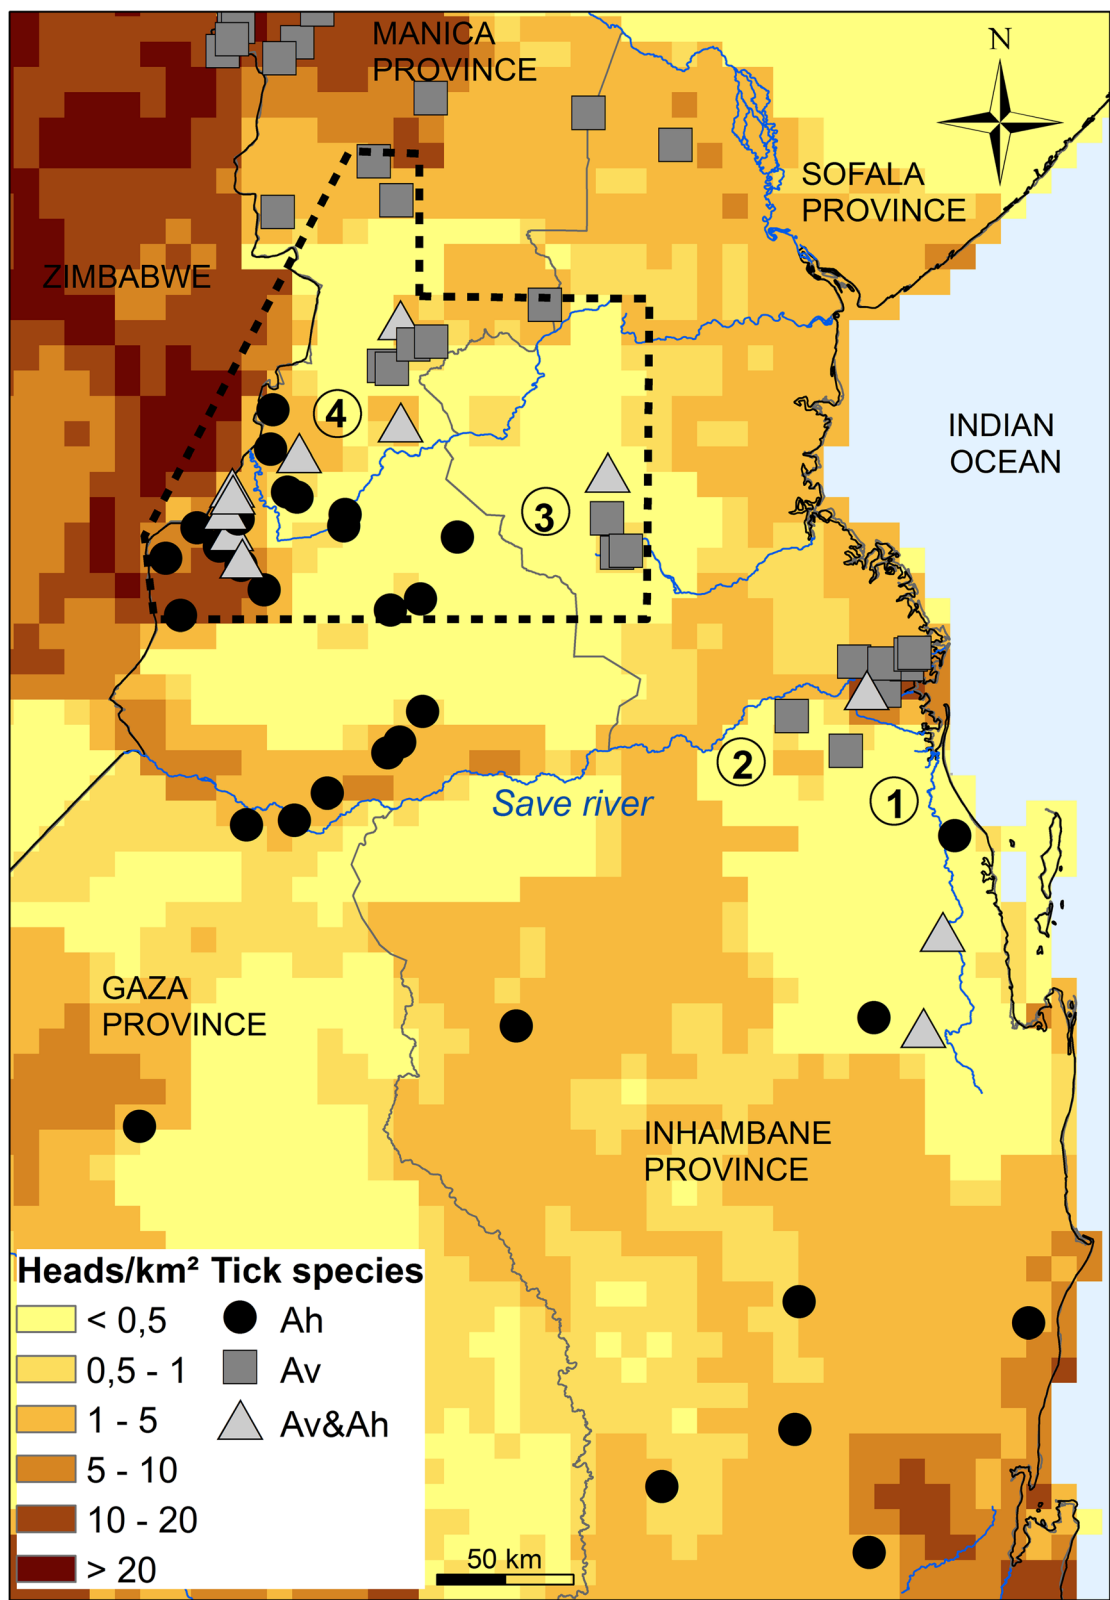 MANICA
PROVINCE
N
SOFALA
PROVINCE
ZIMBABWE
INDIAN
OCEAN
4
3
2
1
Save river
GAZA
PROVINCE
INHAMBANE
PROVINCE
Heads/km² Tick species
< 0,5
Ah
0,5 - 1
Av
1 - 5
Av&Ah
5 - 10
10 - 20
> 20
50 km